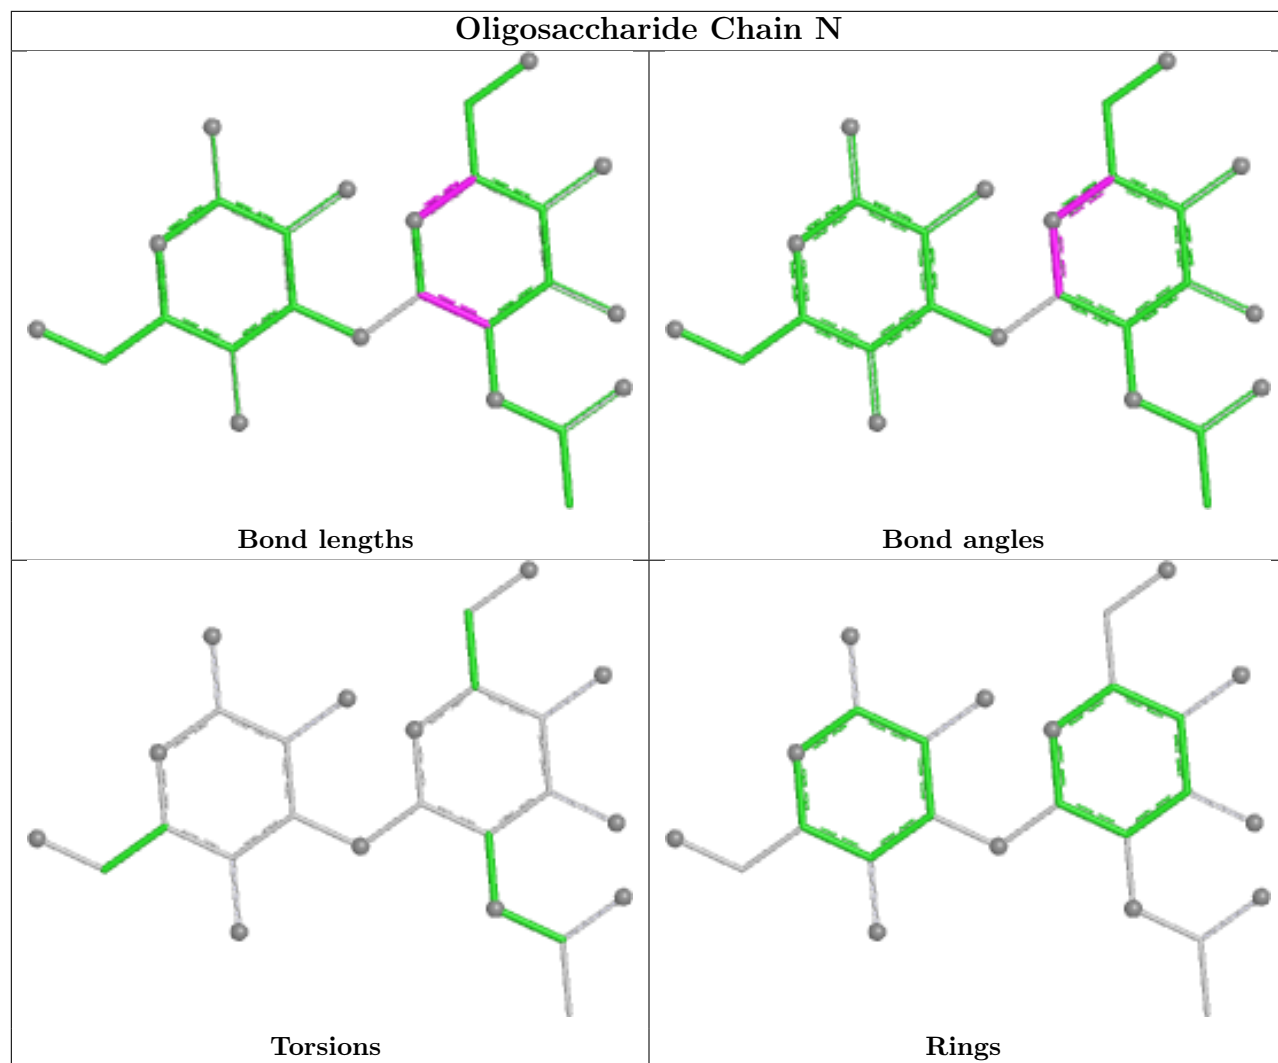 Oligosaccharide Chain N
Bond lengths
Bond angles
Torsions
Rings